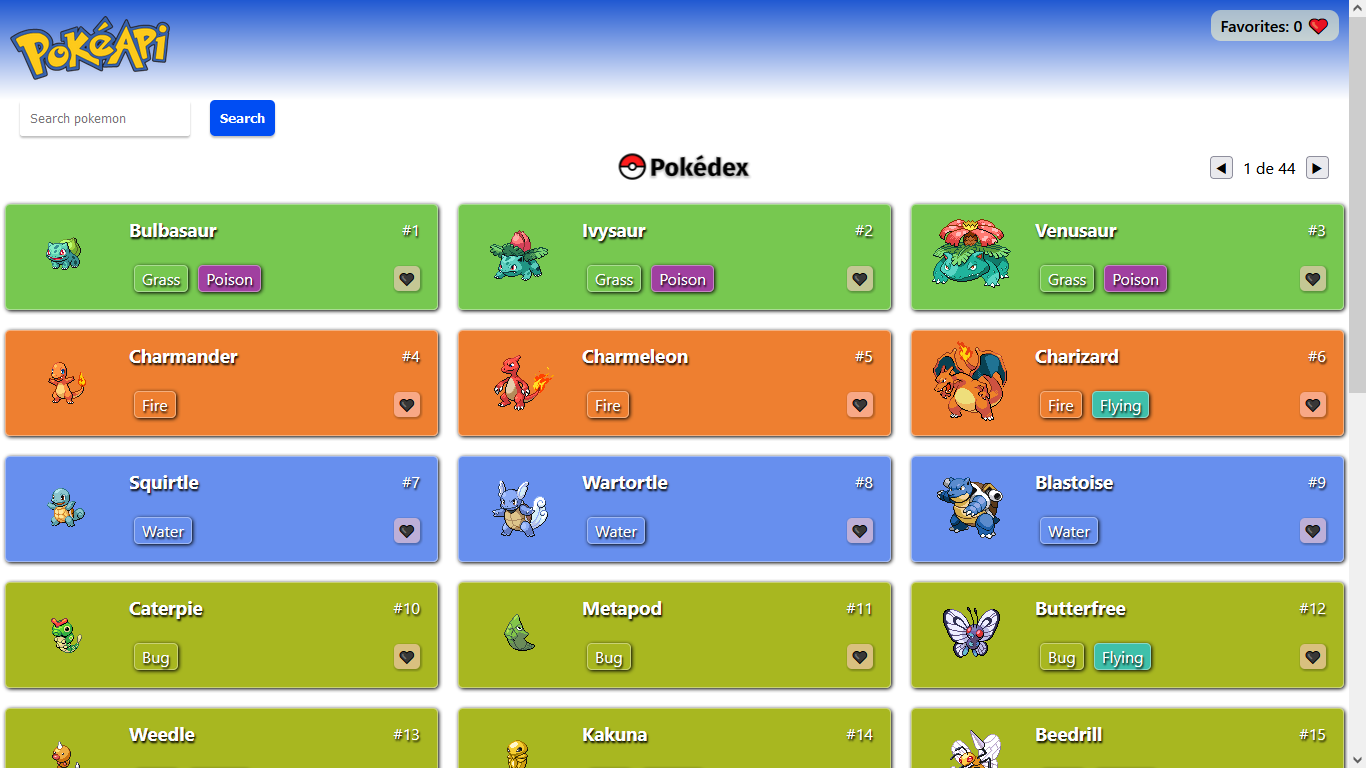 PokéApi
Favorites: 0
Search pokemon
Search
Pokédex
◀ 1 de 44 ▶
Bulbasaur #1
Grass Poison
Ivysaur #2
Grass Poison
Venusaur #3
Grass Poison
Charmander #4
Fire
Charmeleon #5
Fire
Charizard #6
Fire Flying
Squirtle #7
Water
Wartortle #8
Water
Blastoise #9
Water
Caterpie #10
Bug
Metapod #11
Bug
Butterfree #12
Bug Flying
Weedle #13
Kakuna #14
Beedrill #15